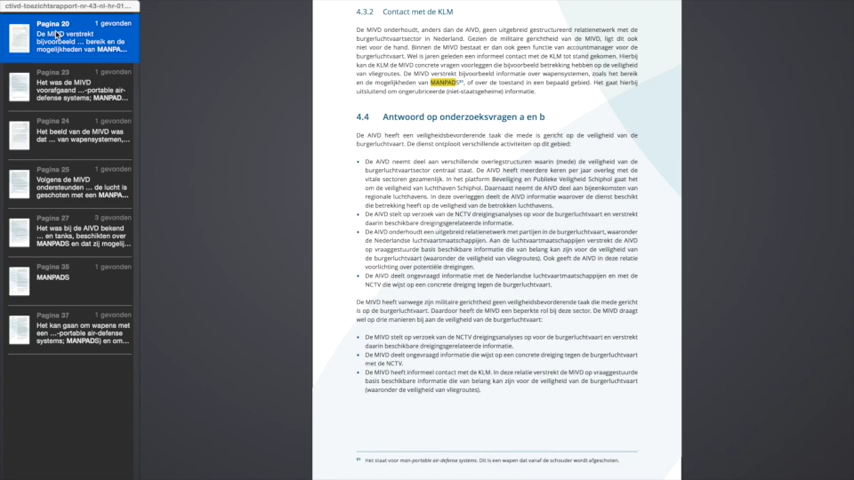 ctivd-toezichtsrapport-nr-43-nl-hr-01...
Pagina 20 1 gevonden
De MIVD verstrekt
bijvoorbeeld ... bereik en de
mogelijkheden van MANPA...
Pagina 23 1 gevonden
Het was de MIVD
voorafgaand ...-portable air-
defense systems; MANPAD...
Pagina 24 1 gevonden
Het beeld van de MIVD was
dat ... van wapensystemen,...
Pagina 25 1 gevonden
Volgens de MIVD
ondersteunden ... de lucht is
geschoten met een MANPA...
Pagina 27 3 gevonden
Het was bij de AIVD bekend
... en tanks, beschikten over
MANPADS en dat zij mogelij...
Pagina 35 1 gevonden
MANPADS
Pagina 37 1 gevonden
Het kan gaan om wapens met
een ...-portable air-defense
systems; MANPADS) en om...
4.3.2 Contact met de KLM
De MIVD onderhoudt, anders dan de AIVD, geen uitgebreid gestructureerd relatienetwerk met de
burgerluchtvaartsector in Nederland. Gezien de militaire gerichtheid van de MIVD, ligt dit ook
niet voor de hand. Binnen de MIVD bestaat er dan ook geen functie van accountmanager voor de
burgerluchtvaart. Wel is jaren geleden een informeel contact met de KLM tot stand gekomen. Hierbij
kan de KLM de MIVD concrete vragen voorleggen die bijvoorbeeld betrekking hebben op de veiligheid
van vliegroutes. De MIVD verstrekt bijvoorbeeld informatie over wapensystemen, zoals het bereik
en de mogelijkheden van MANPADS, of over de toestand in een bepaald gebied. Het gaat hierbij
uitsluitend om ongerubriceerde (niet-staatsgeheime) informatie.
4.4 Antwoord op onderzoeksvragen a en b
De AIVD heeft een veiligheidsbevorderende taak die mede is gericht op de veiligheid van de
burgerluchtvaart. De dienst ontplooit verschillende activiteiten op dit gebied:
• De AIVD neemt deel aan verschillende overlegstructuren waarin (mede) de veiligheid van de
burgerluchtvaartsector centraal staat. De AIVD heeft meerdere keren per jaar overleg met de
vitale sectoren gezamenlijk. In het platform Beveiliging en Publieke Veiligheid Schiphol gaat het
om de veiligheid van luchthaven Schiphol. Daarnaast neemt de AIVD deel aan bijeenkomsten van
regionale luchthavens. In deze overleggen deelt de AIVD informatie waarover de dienst beschikt
die betrekking heeft op de veiligheid van de betrokken luchthavens.
• De AIVD stelt op verzoek van de NCTV dreigingsanalyses op voor de burgerluchtvaart en verstrekt
daarin beschikbare dreigingsgerelateerde informatie.
• De AIVD onderhoudt een uitgebreid relatienetwerk met partijen in de burgerluchtvaart, waaronder
de Nederlandse luchtvaartmaatschappijen. Aan de luchtvaartmaatschappijen verstrekt de AIVD
op vraaggestuurde basis beschikbare informatie die van belang kan zijn voor de veiligheid van
de burgerluchtvaart (waaronder de veiligheid van vliegroutes). Ook geeft de AIVD in deze relatie
voorlichting over potentiële dreigingen.
• De AIVD deelt ongevraagd informatie met de Nederlandse luchtvaartmaatschappijen en met de
NCTV die wijst op een concrete dreiging tegen de burgerluchtvaart.
De MIVD heeft vanwege zijn militaire gerichtheid geen veiligheidsbevorderende taak die mede gericht
is op de burgerluchtvaart. Daardoor heeft de MIVD een beperkte rol bij deze sector. De MIVD draagt
wel op drie manieren bij aan de veiligheid van de burgerluchtvaart:
• De MIVD stelt op verzoek van de NCTV dreigingsanalyses op voor de burgerluchtvaart en verstrekt
daarin beschikbare dreigingsgerelateerde informatie.
• De MIVD deelt ongevraagd informatie die wijst op een concrete dreiging tegen de burgerluchtvaart
met de NCTV.
• De MIVD heeft informeel contact met de KLM. In deze relatie verstrekt de MIVD op vraaggestuurde
basis beschikbare informatie die van belang kan zijn voor de veiligheid van de burgerluchtvaart
(waaronder de veiligheid van vliegroutes).
Het staat voor man-portable air-defense systems. Dit is een wapen dat vanaf de schouder wordt afgeschoten.